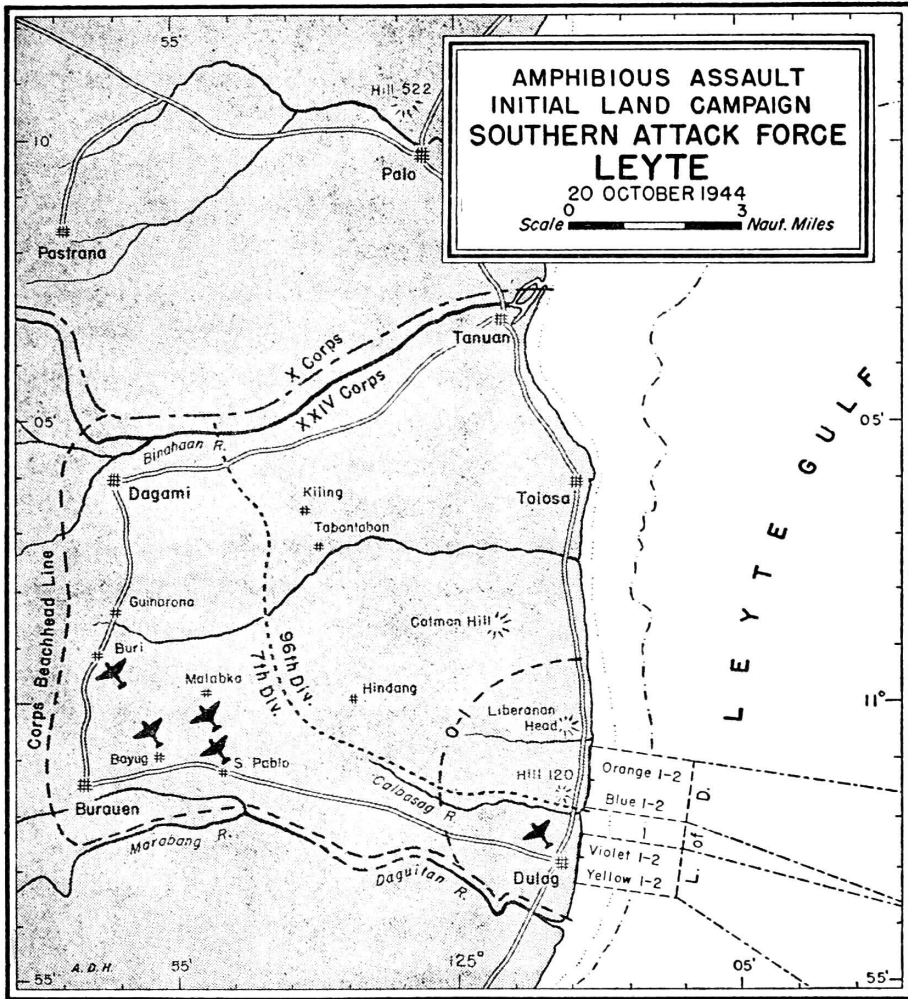 AMPHIBIOUS ASSAULT
INITIAL LAND CAMPAIGN
SOUTHERN ATTACK FORCE
LEYTE
20 OCTOBER 1944
0 3
Scale Naut. Miles
55'
Hill 522
10'
Palo
Pastrana
Tanuan
X Corps
XXIV Corps
05' 05'
Binahaan R.
Dagami
Kiling
Tabontabon
Tolosa
LEYTE GULF
Corps Beachhead Line
Guinarona
Catmon Hill
Buri
96th Div.
7th Div.
Malabka
Hindang
11°
O-1
Liberanan
Head
Bayug
S. Pablo
Hill 120
Orange 1-2
Blue 1-2
L. of D.
Burauen
Calbasag R.
Marabang R.
Violet 1-2
Dulag
Yellow 1-2
Daguitan R.
A.D.H.
55' 55' 125° 05' 55'